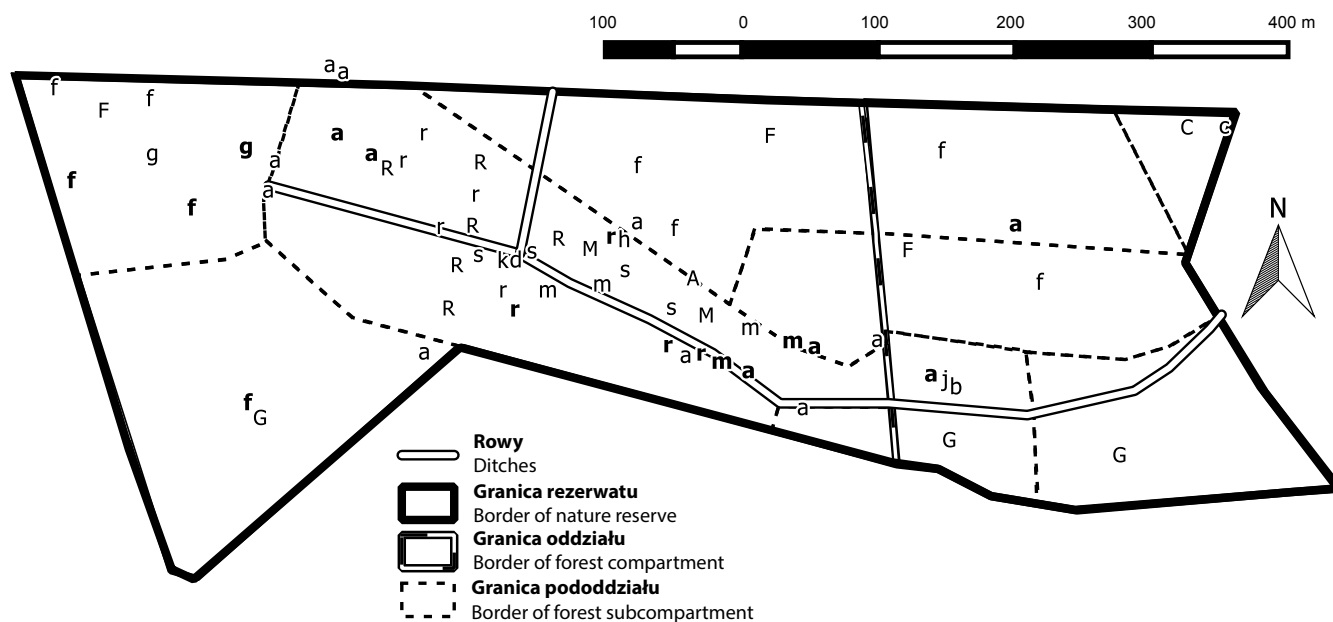 100 0 100 200 300 400 m
a
a
f
F
f
g
g
f
f
a
a
a
a
R
r
r
R
r
R
r
s
k
d
s
R
R
r
r
R
a
f
G
F
f
a
f
r
h
R
M
s
m
m
A
s
M
m
m
a
r
a
r
m
a
a
a
f
a
F
f
C
c
N
a
j
b
G
G
Rowy
Ditches
Granica rezerwatu
Border of nature reserve
Granica oddziału
Border of forest compartment
Granica pododdziału
Border of forest subcompartment